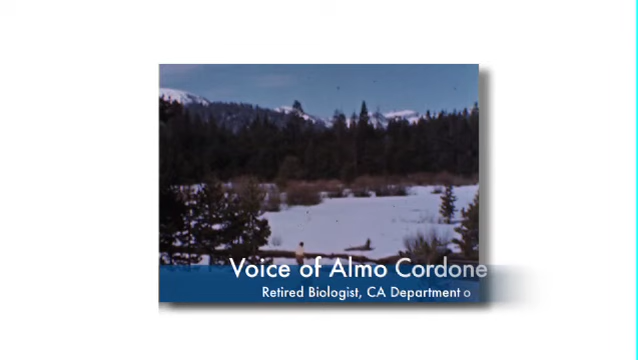 Voice of Almo Cordone
Retired Biologist, CA Department o